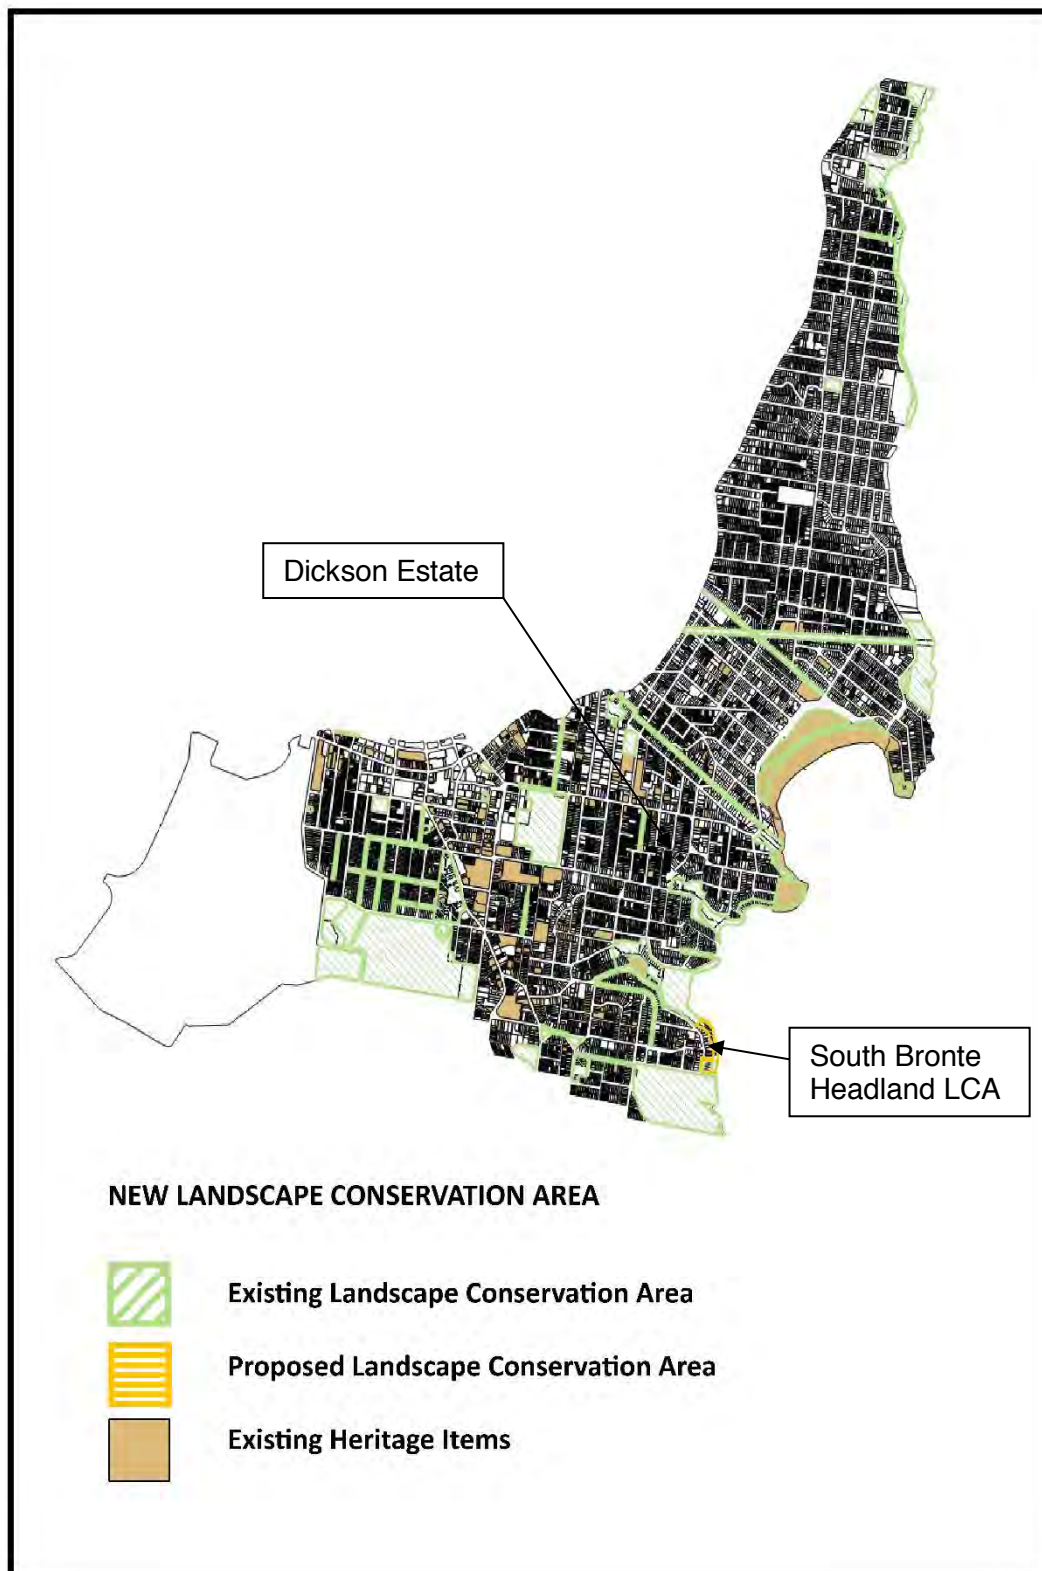 Dickson Estate
South Bronte
Headland LCA
NEW LANDSCAPE CONSERVATION AREA
Existing Landscape Conservation Area
Proposed Landscape Conservation Area
Existing Heritage Items